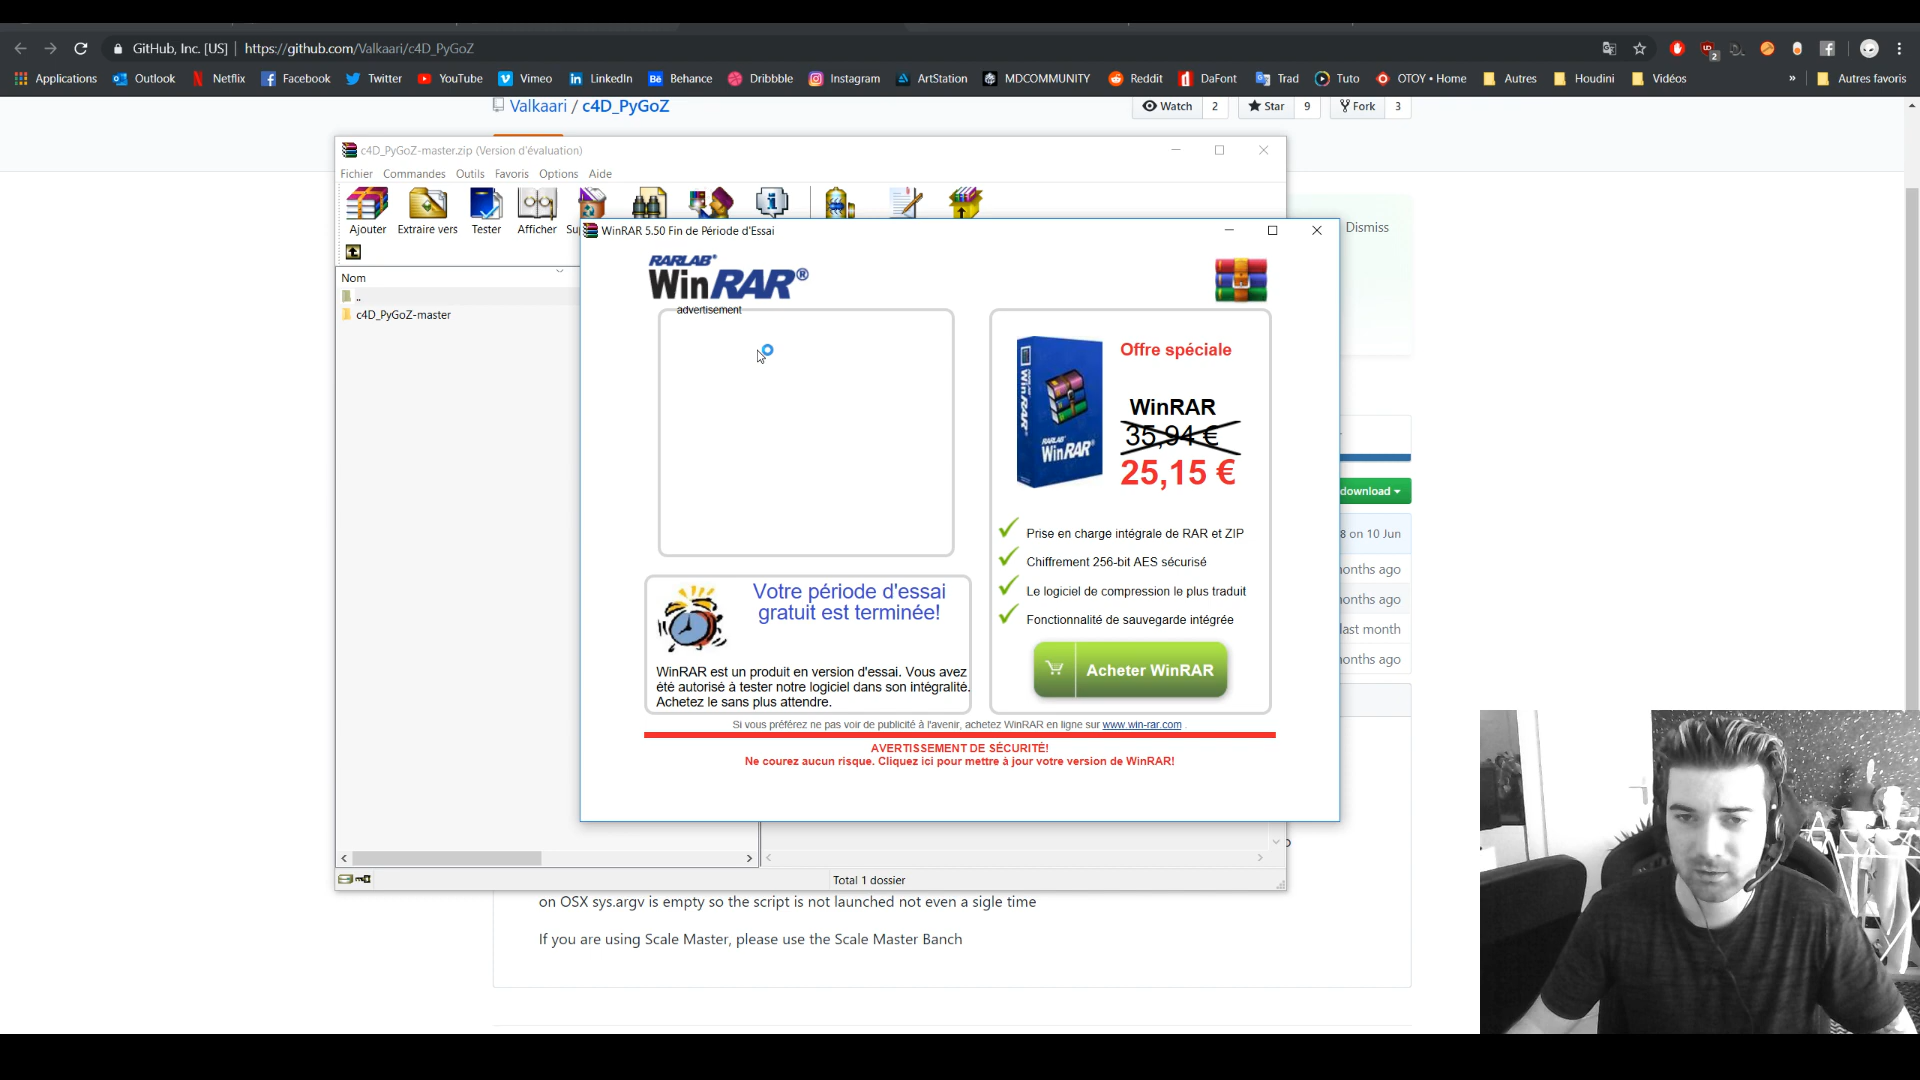 GitHub, Inc. [US] https://github.com/Valkaari/c4D_PyGoZ
Applications Outlook Netflix Facebook Twitter YouTube Vimeo LinkedIn Behance Dribbble Instagram ArtStation MDCOMMUNITY Reddit DaFont Trad Tuto OTOY • Home Autres Houdini Vidéos » Autres favoris
Valkaari / c4D_PyGoZ
Watch 2 Star 9 Fork 3
c4D_PyGoZ-master.zip (Version d'évaluation)
Fichier Commandes Outils Favoris Options Aide
Ajouter Extraire vers Tester Afficher
Dismiss
WinRAR 5.50 Fin de Période d'Essai
Nom
..
c4D_PyGoZ-master
RARLAB®
WinRAR®
advertisement
Offre spéciale
WinRAR
35,94 €
25,15 €
Prise en charge intégrale de RAR et ZIP
Chiffrement 256-bit AES sécurisé
Le logiciel de compression le plus traduit
Fonctionnalité de sauvegarde intégrée
Acheter WinRAR
Votre période d'essai
gratuit est terminée!
WinRAR est un produit en version d'essai. Vous avez
été autorisé à tester notre logiciel dans son intégralité.
Achetez le sans plus attendre.
Si vous préférez ne pas voir de publicité à l'avenir, achetez WinRAR en ligne sur www.win-rar.com .
AVERTISSEMENT DE SÉCURITÉ!
Ne courez aucun risque. Cliquez ici pour mettre à jour votre version de WinRAR!
download
8 on 10 Jun
onths ago
onths ago
last month
onths ago
Total 1 dossier
on OSX sys.argv is empty so the script is not launched not even a sigle time
If you are using Scale Master, please use the Scale Master Banch